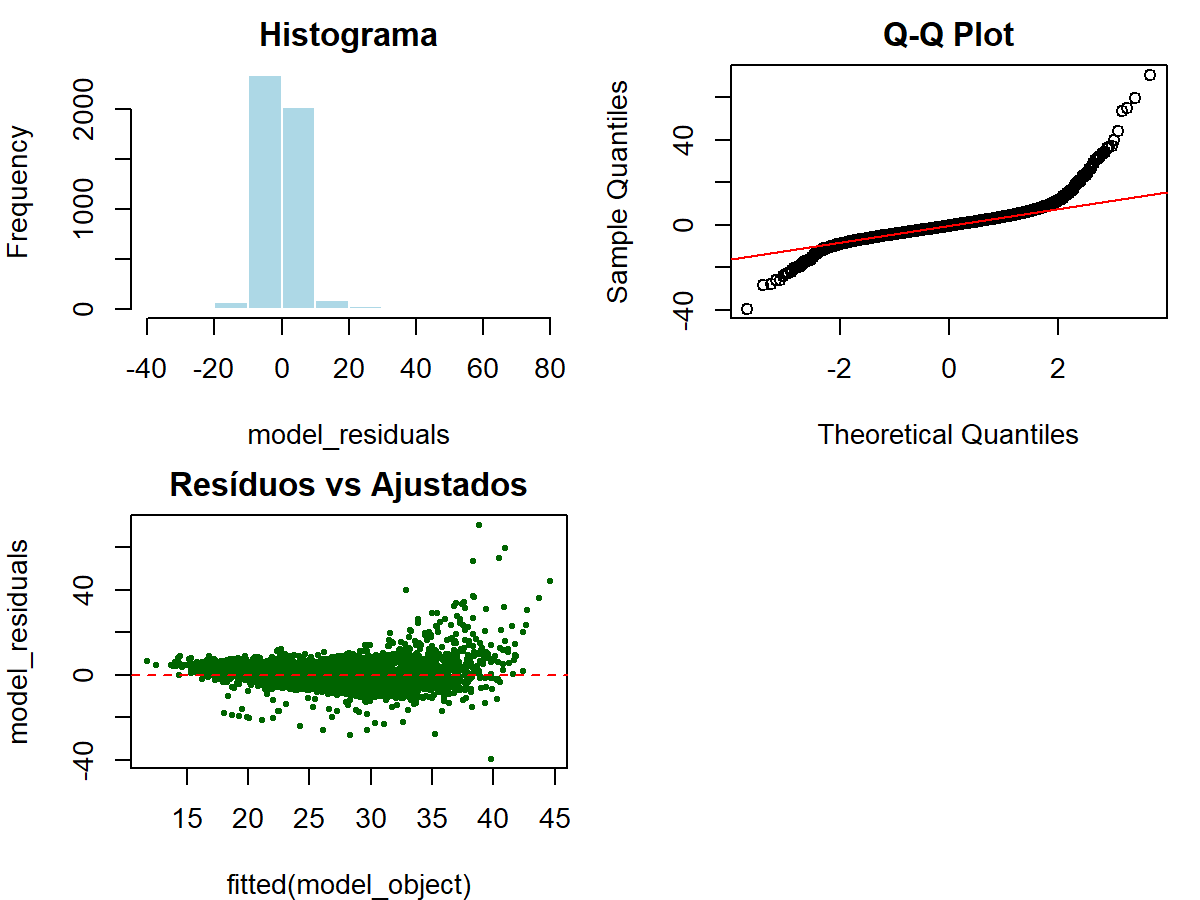 Histograma
Frequency
2000
1000
0
-40 -20 0 20 40 60 80
model_residuals
Q-Q Plot
Sample Quantiles
40
0
-40
-2 0 2
Theoretical Quantiles
Resíduos vs Ajustados
model_residuals
40
0
-40
15 20 25 30 35 40 45
fitted(model_object)